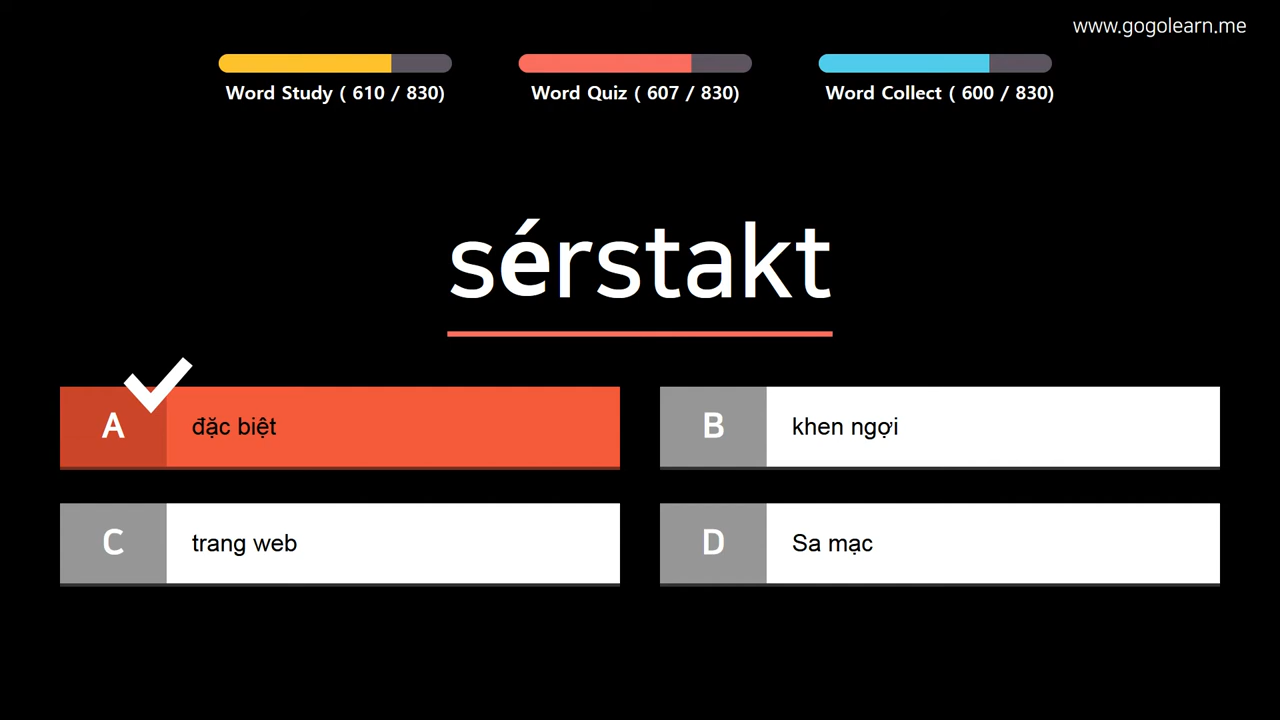 www.gogolearn.me
Word Study ( 610 / 830)
Word Quiz ( 607 / 830)
Word Collect ( 600 / 830)
sérstakt
A đặc biệt
B khen ngợi
C trang web
D Sa mạc